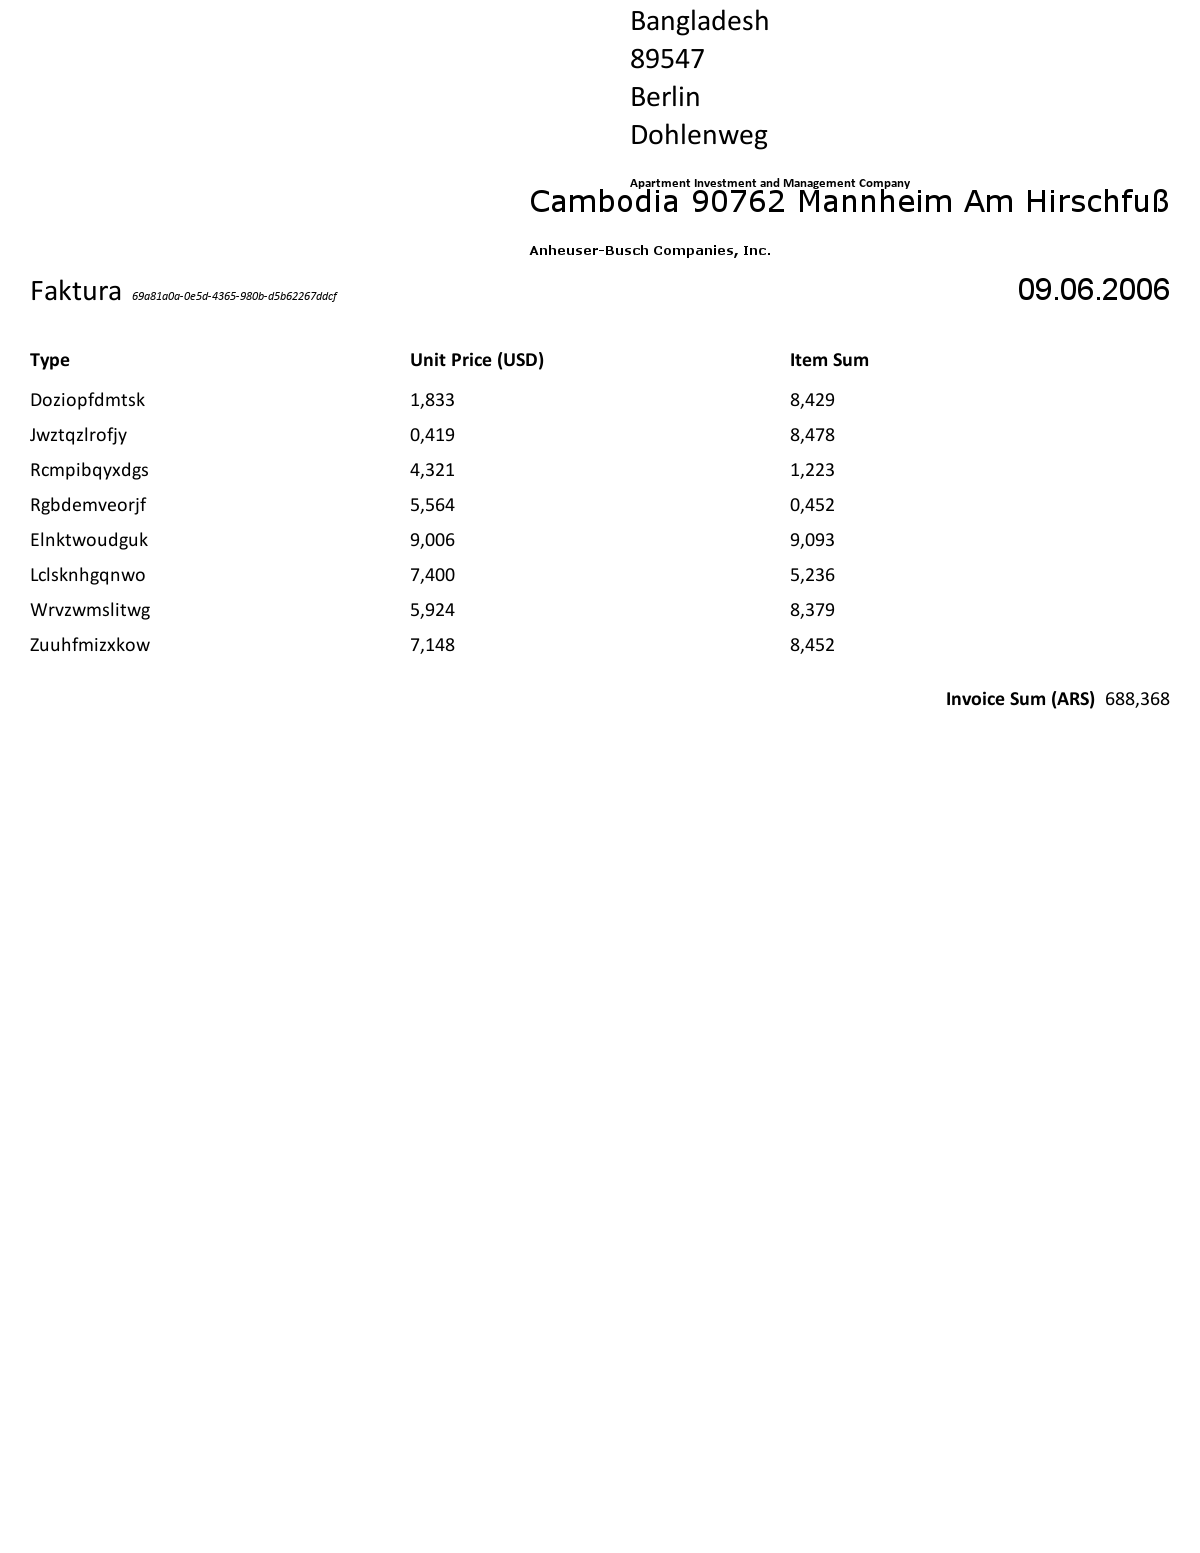 Bangladesh
89547
Berlin
Dohlenweg
Apartment Investment and Management Company
Cambodia 90762 Mannheim Am Hirschfuß
Anheuser-Busch Companies, Inc.
Faktura 69a81a0a-0e5d-4365-980b-d5b62267ddcf 09.06.2006
Type Unit Price (USD) Item Sum
Doziopfdmtsk 1,833 8,429
Jwztqzlrofjy 0,419 8,478
Rcmpibqyxdgs 4,321 1,223
Rgbdemveorjf 5,564 0,452
Elnktwoudguk 9,006 9,093
Lclsknhgqnwo 7,400 5,236
Wrvzwmslitwg 5,924 8,379
Zuuhfmizxkow 7,148 8,452
Invoice Sum (ARS) 688,368